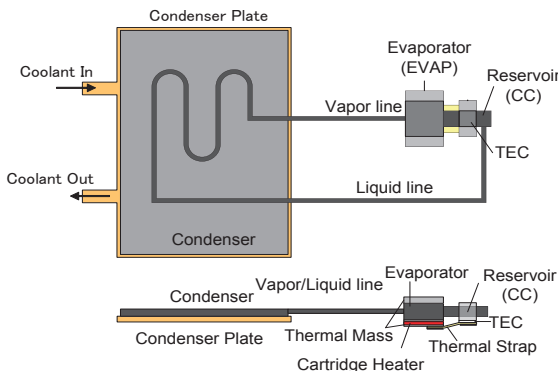 Condenser Plate
Evaporator
(EVAP)
Coolant In
Reservoir
(CC)
Vapor line
TEC
Coolant Out
Liquid line
Condenser
Evaporator
Vapor/Liquid line
Reservoir
(CC)
Condenser
TEC
Condenser Plate
Thermal Mass
Thermal Strap
Cartridge Heater